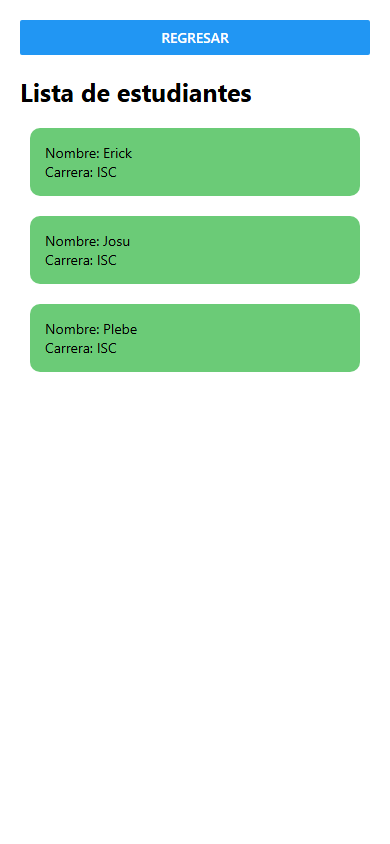 REGRESAR
Lista de estudiantes
Nombre: Erick
Carrera: ISC
Nombre: Josu
Carrera: ISC
Nombre: Plebe
Carrera: ISC